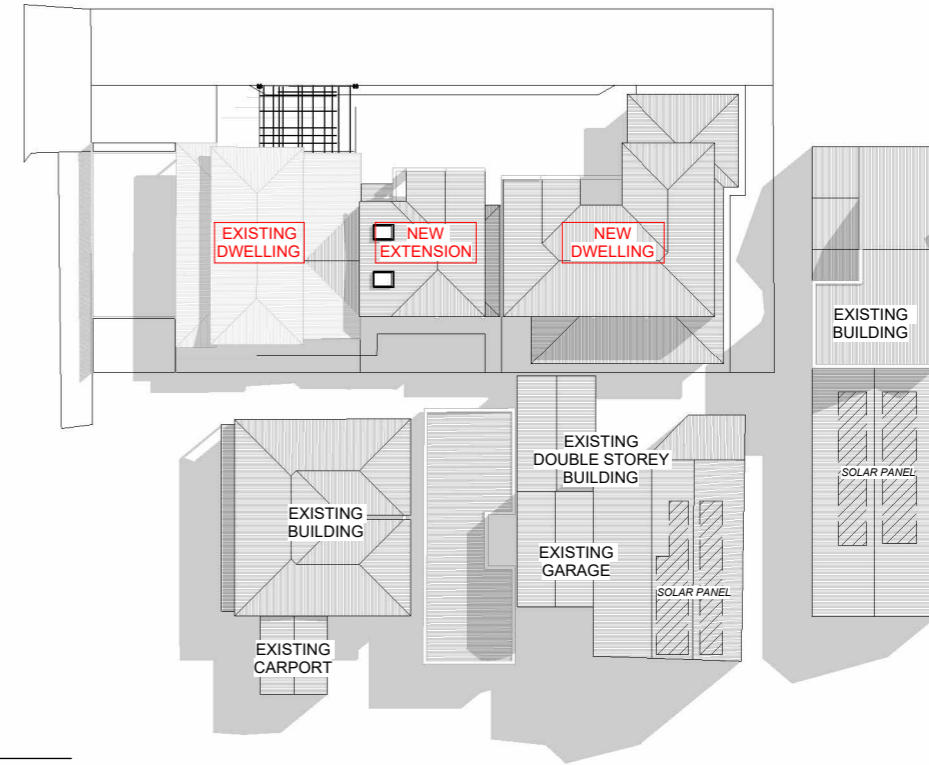 EXISTING
DWELLING
NEW
EXTENSION
NEW
DWELLING
EXISTING
BUILDING
SOLAR PANEL
EXISTING
DOUBLE STOREY
BUILDING
EXISTING
BUILDING
EXISTING
GARAGE
SOLAR PANEL
EXISTING
CARPORT